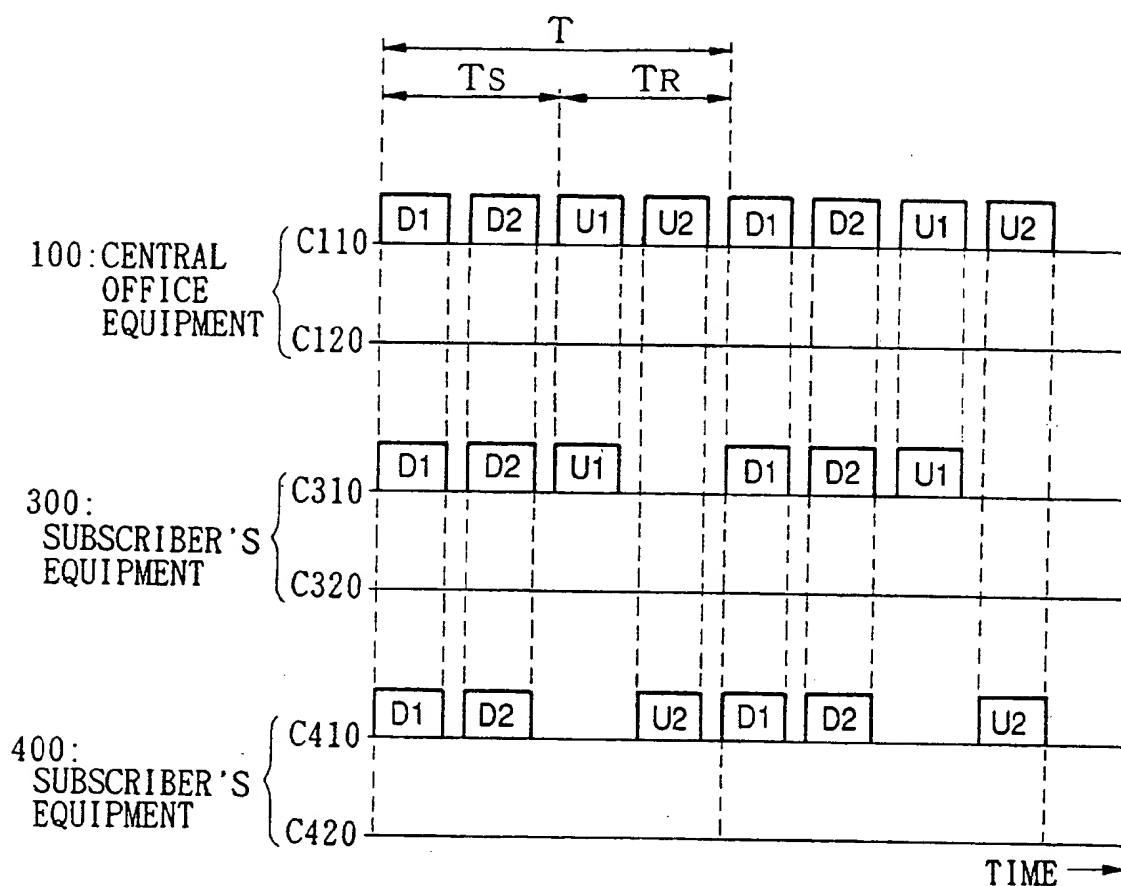 T
TS TR
D1 D2 U1 U2 D1 D2 U1 U2
C110
100:CENTRAL
OFFICE
EQUIPMENT
C120
D1 D2 U1 D1 D2 U1
C310
300:
SUBSCRIBER'S
EQUIPMENT
C320
D1 D2 U2 D1 D2 U2
C410
400:
SUBSCRIBER'S
EQUIPMENT
C420
TIME